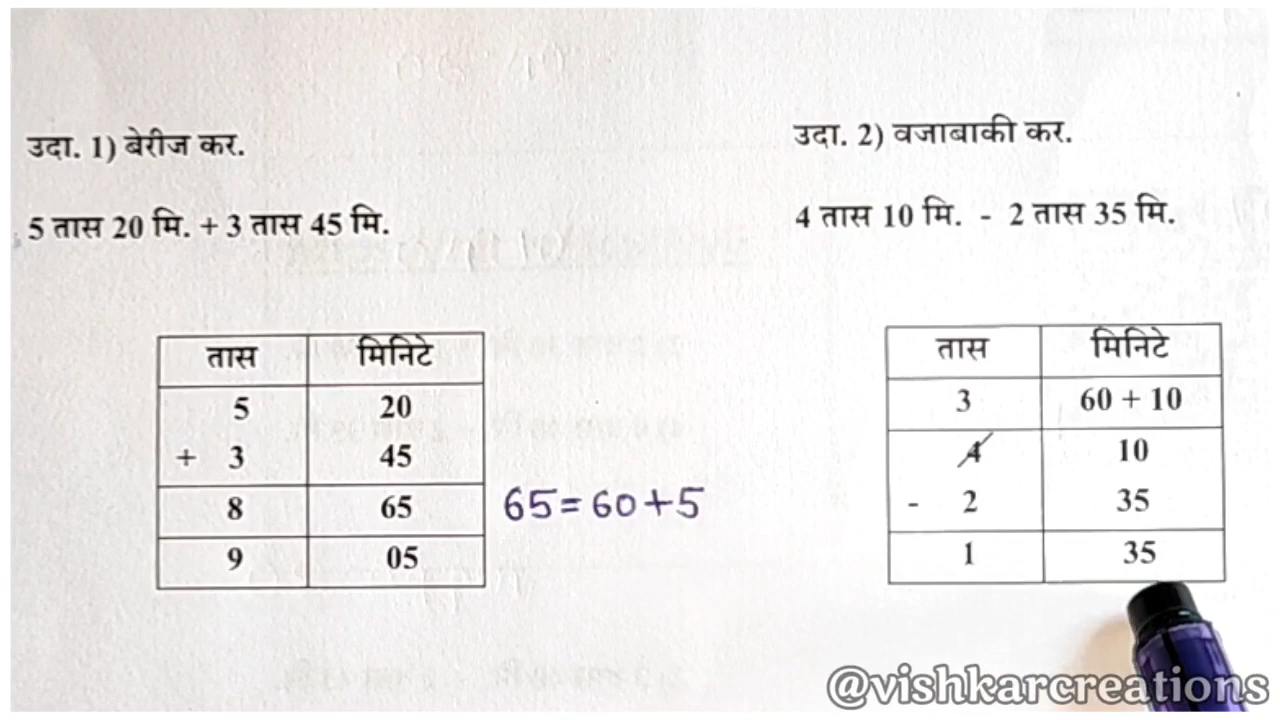 उदा. 1) बेरीज कर.
5 तास 20 मि. + 3 तास 45 मि.
तास मिनिटे
5 20
+ 3 45
8 65
65=60+5
9 05
उदा. 2) वजाबाकी कर.
4 तास 10 मि. - 2 तास 35 मि.
तास मिनिटे
3 60 + 10
4 10
- 2 35
1 35
@vishkarcreations